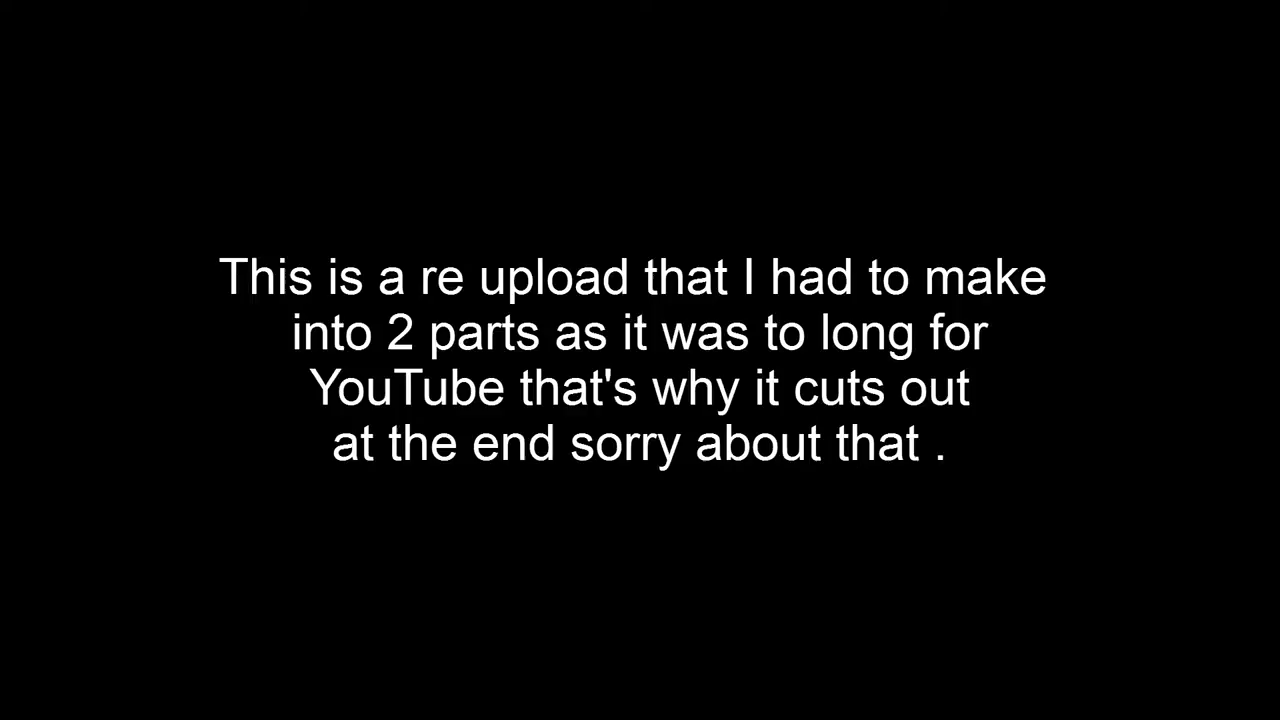 This is a re upload that I had to make
into 2 parts as it was to long for
YouTube that's why it cuts out
at the end sorry about that .